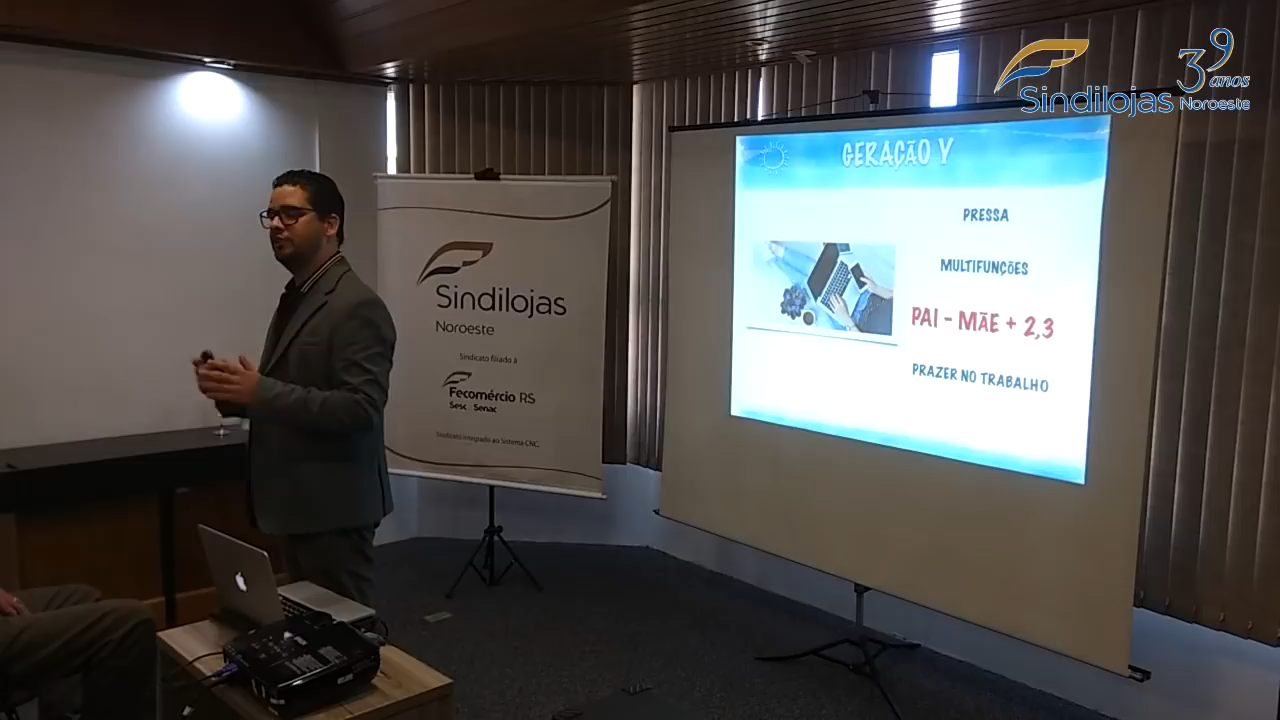 39 anos
Sindilojas Noroeste
GERAÇÃO Y
PRESSA
MULTIFUNÇÕES
PAI - MÃE + 2,3
PRAZER NO TRABALHO
Sindilojas
Noroeste
Sindicato filiado à
Fecomércio RS
Sesc Senac
Sindicato integrado ao Sistema CNC.